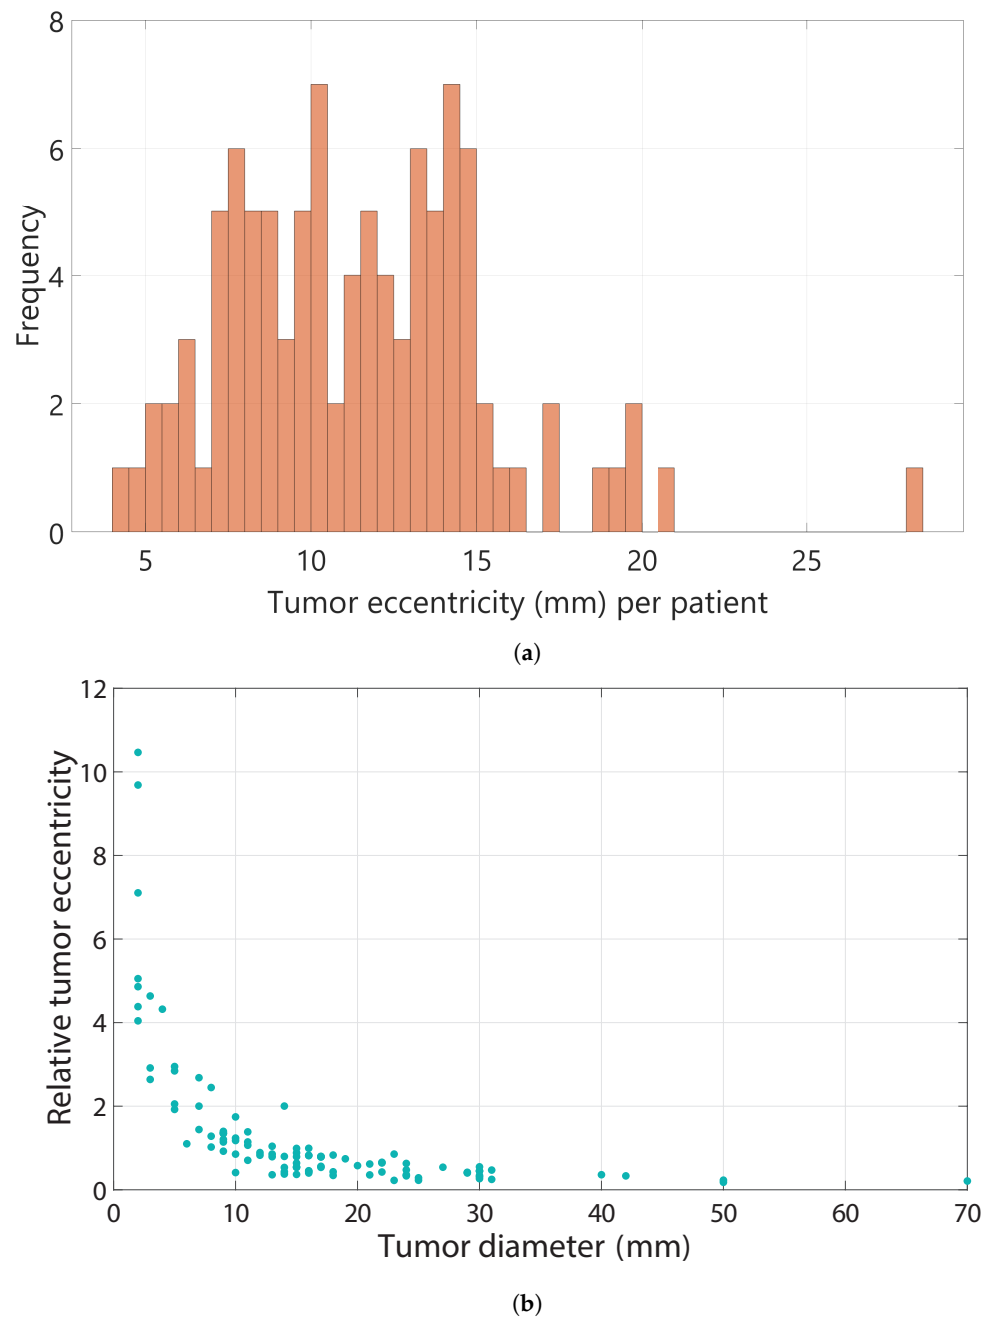 8
6
4
2
0
Frequency
5 10 15 20 25
Tumor eccentricity (mm) per patient
(a)
12
10
8
6
4
2
0
Relative tumor eccentricity
0 10 20 30 40 50 60 70
Tumor diameter (mm)
(b)